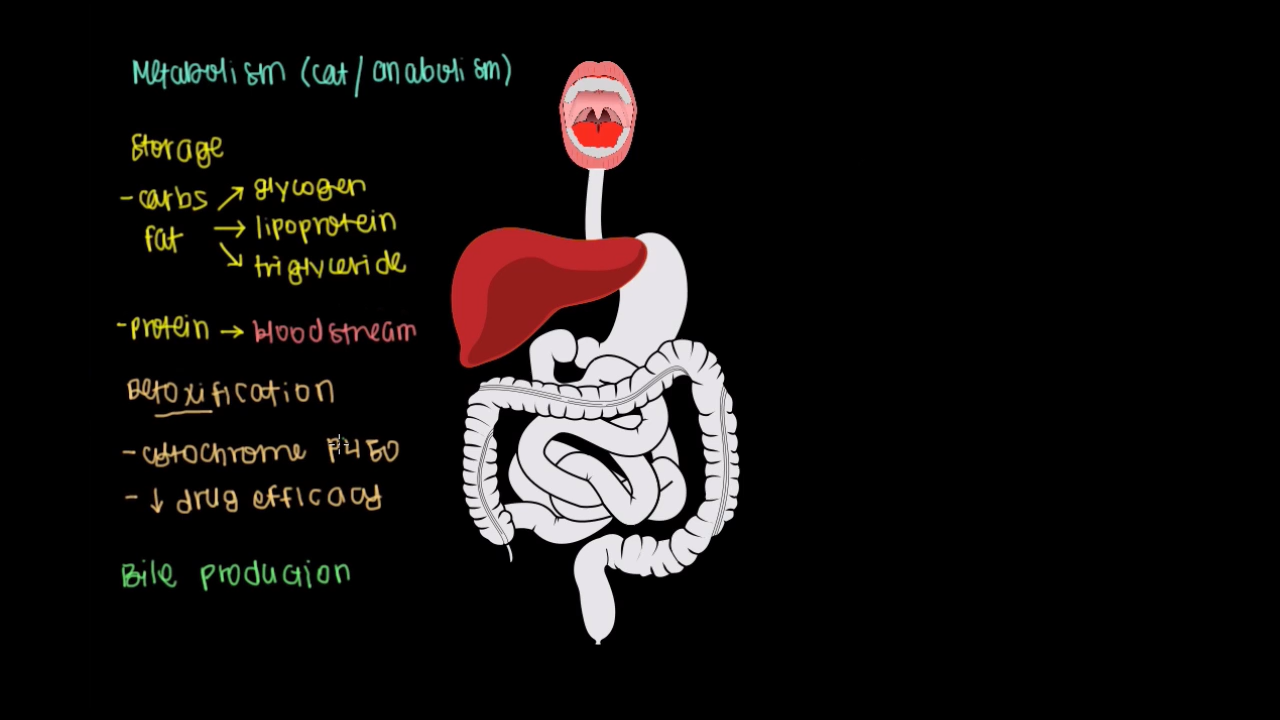 Metabolism (cat/anabolism)
Storage
-carbs ↗ glycogen
fat → lipoprotein
↘ triglyceride
-protein → bloodstream
Detoxification
-cytochrome P450
-↓ drug efficacy
Bile production